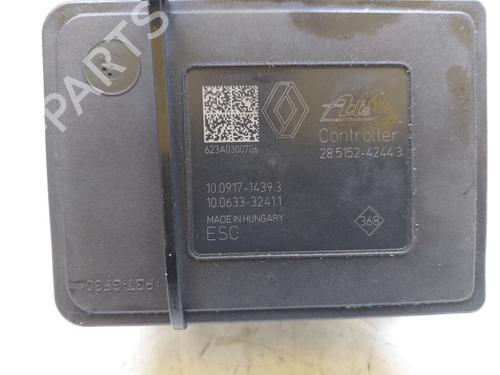 PARTS
Ate
Controller
28.5152-4244.3
623A0300706
10.0917-1439.3
10.0633-3241.1
MADE IN HUNGARY
ESC
368